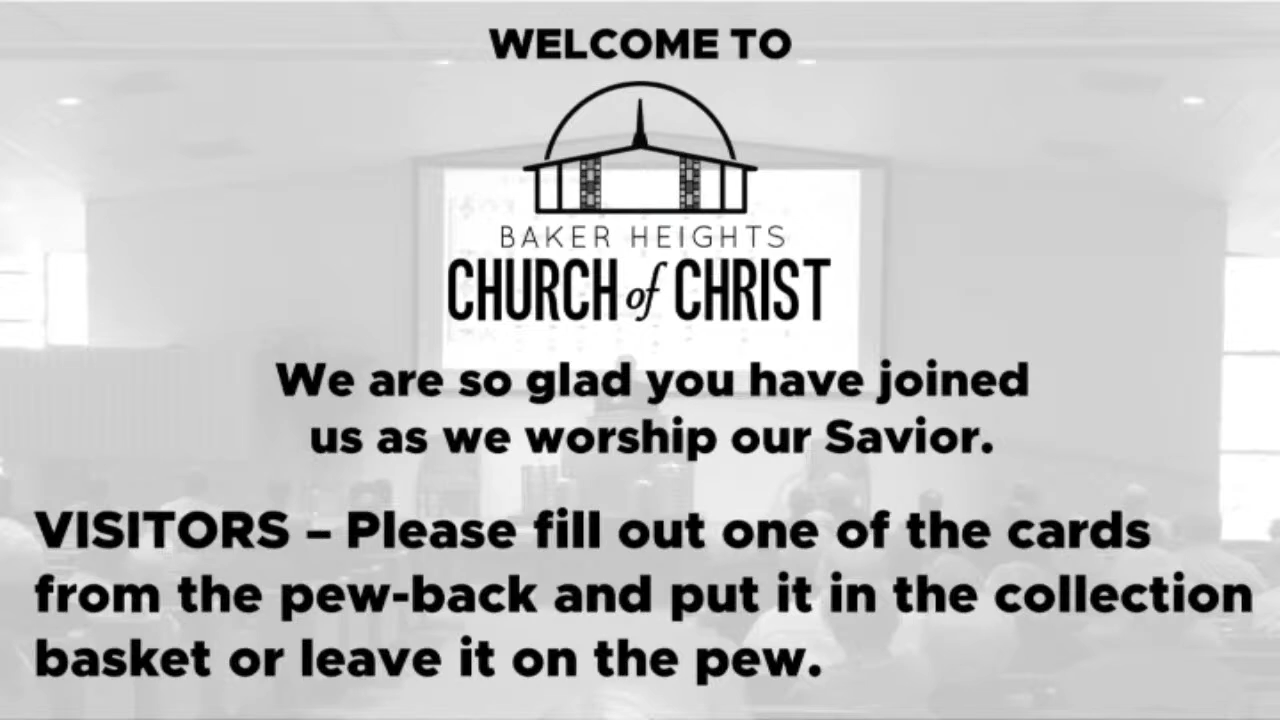 WELCOME TO
BAKER HEIGHTS
CHURCH of CHRIST
We are so glad you have joined
us as we worship our Savior.
VISITORS – Please fill out one of the cards
from the pew-back and put it in the collection
basket or leave it on the pew.